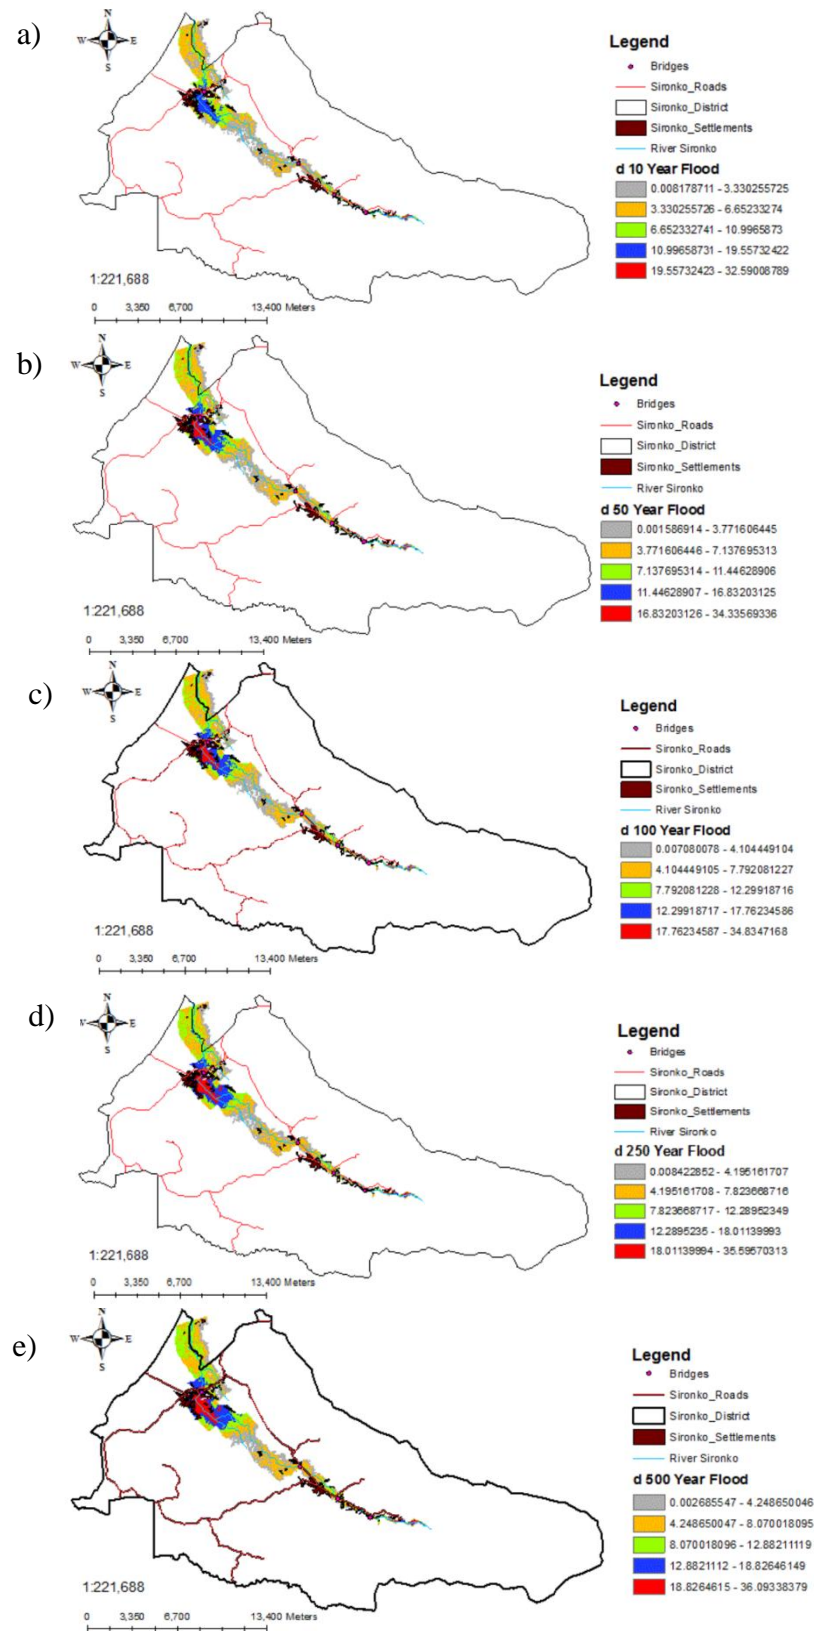 a)
N
W E
S
Legend
Bridges
Sironko_Roads
Sironko_District
Sironko_Settlements
River Sironko
d 10 Year Flood
0.008178711 - 3.330255725
3.330255726 - 6.65233274
6.652332741 - 10.9965873
10.99658731 - 19.55732422
19.55732423 - 32.59008789
1:221,688
0 3,350 6,700 13,400 Meters
b)
N
W E
S
Legend
Bridges
Sironko_Roads
Sironko_District
Sironko_Settlements
River Sironko
d 50 Year Flood
0.001586914 - 3.771606445
3.771606446 - 7.137695313
7.137695314 - 11.44628906
11.44628907 - 16.83203125
16.83203126 - 34.33569336
1:221,688
0 3,350 6,700 13,400 Meters
c)
N
W E
S
Legend
Bridges
Sironko_Roads
Sironko_District
Sironko_Settlements
River Sironko
d 100 Year Flood
0.007080078 - 4.104449104
4.104449105 - 7.792081227
7.792081228 - 12.29918716
12.29918717 - 17.76234586
17.76234587 - 34.8347168
1:221,688
0 3,350 6,700 13,400 Meters
d)
N
W E
S
Legend
Bridges
Sironko_Roads
Sironko_District
Sironko_Settlements
River Sironko
d 250 Year Flood
0.008422852 - 4.195161707
4.195161708 - 7.823668716
7.823668717 - 12.28952349
12.2895235 - 18.01139993
18.01139994 - 35.59570313
1:221,688
0 3,350 6,700 13,400 Meters
e)
N
W E
S
Legend
Bridges
Sironko_Roads
Sironko_District
Sironko_Settlements
River Sironko
d 500 Year Flood
0.002685547 - 4.248650046
4.248650047 - 8.070018095
8.070018096 - 12.88211119
12.8821112 - 18.82646149
18.8264615 - 36.09338379
1:221,688
0 3,350 6,700 13,400 Meters